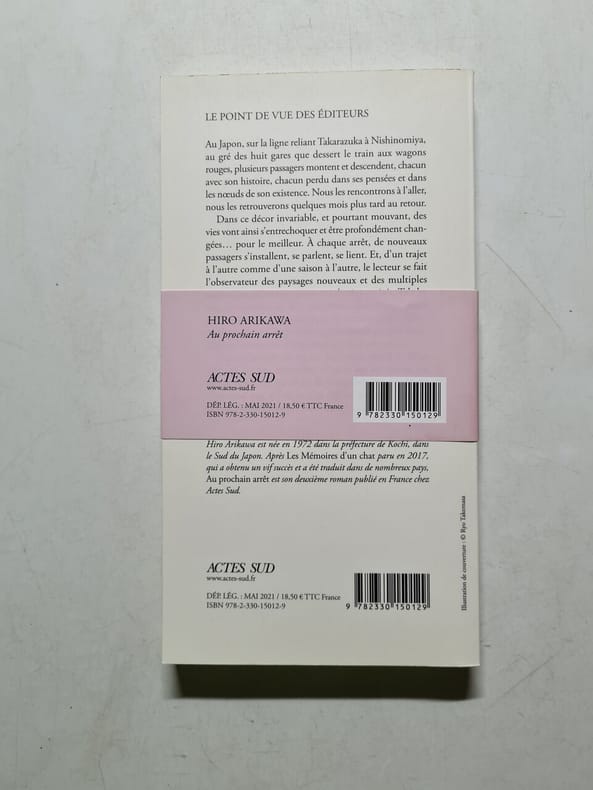 LE POINT DE VUE DES ÉDITEURS
Au Japon, sur la ligne reliant Takarazuka à Nishinomiya,
au gré des huit gares que dessert le train aux wagons
rouges, plusieurs passagers montent et descendent, chacun
avec son histoire, chacun perdu dans ses pensées et dans
les nœuds de son existence. Nous les rencontrons à l'aller,
nous les retrouverons quelques mois plus tard au retour.
Dans ce décor invariable, et pourtant mouvant, des
vies vont ainsi s'entrechoquer et être profondément chan-
gées… pour le meilleur. À chaque arrêt, de nouveaux
passagers s'installent, se parlent, se lient. Et, d'un trajet
à l'autre comme d'une saison à l'autre, le lecteur se fait
l'observateur des paysages nouveaux et des multiples
HIRO ARIKAWA
Au prochain arrêt
ACTES SUD
www.actes-sud.fr
DÉP. LÉG. : MAI 2021 / 18,50 € TTC France
ISBN 978-2-330-15012-9
9 782330 150129
Hiro Arikawa est née en 1972 dans la préfecture de Kochi, dans
le Sud du Japon. Après Les Mémoires d'un chat paru en 2017,
qui a obtenu un vif succès et a été traduit dans de nombreux pays,
Au prochain arrêt est son deuxième roman publié en France chez
Actes Sud.
ACTES SUD
www.actes-sud.fr
DÉP. LÉG. : MAI 2021 / 18,50 € TTC France
ISBN 978-2-330-15012-9
9 782330 150129
Illustration de couverture : © Ryo Takemasa